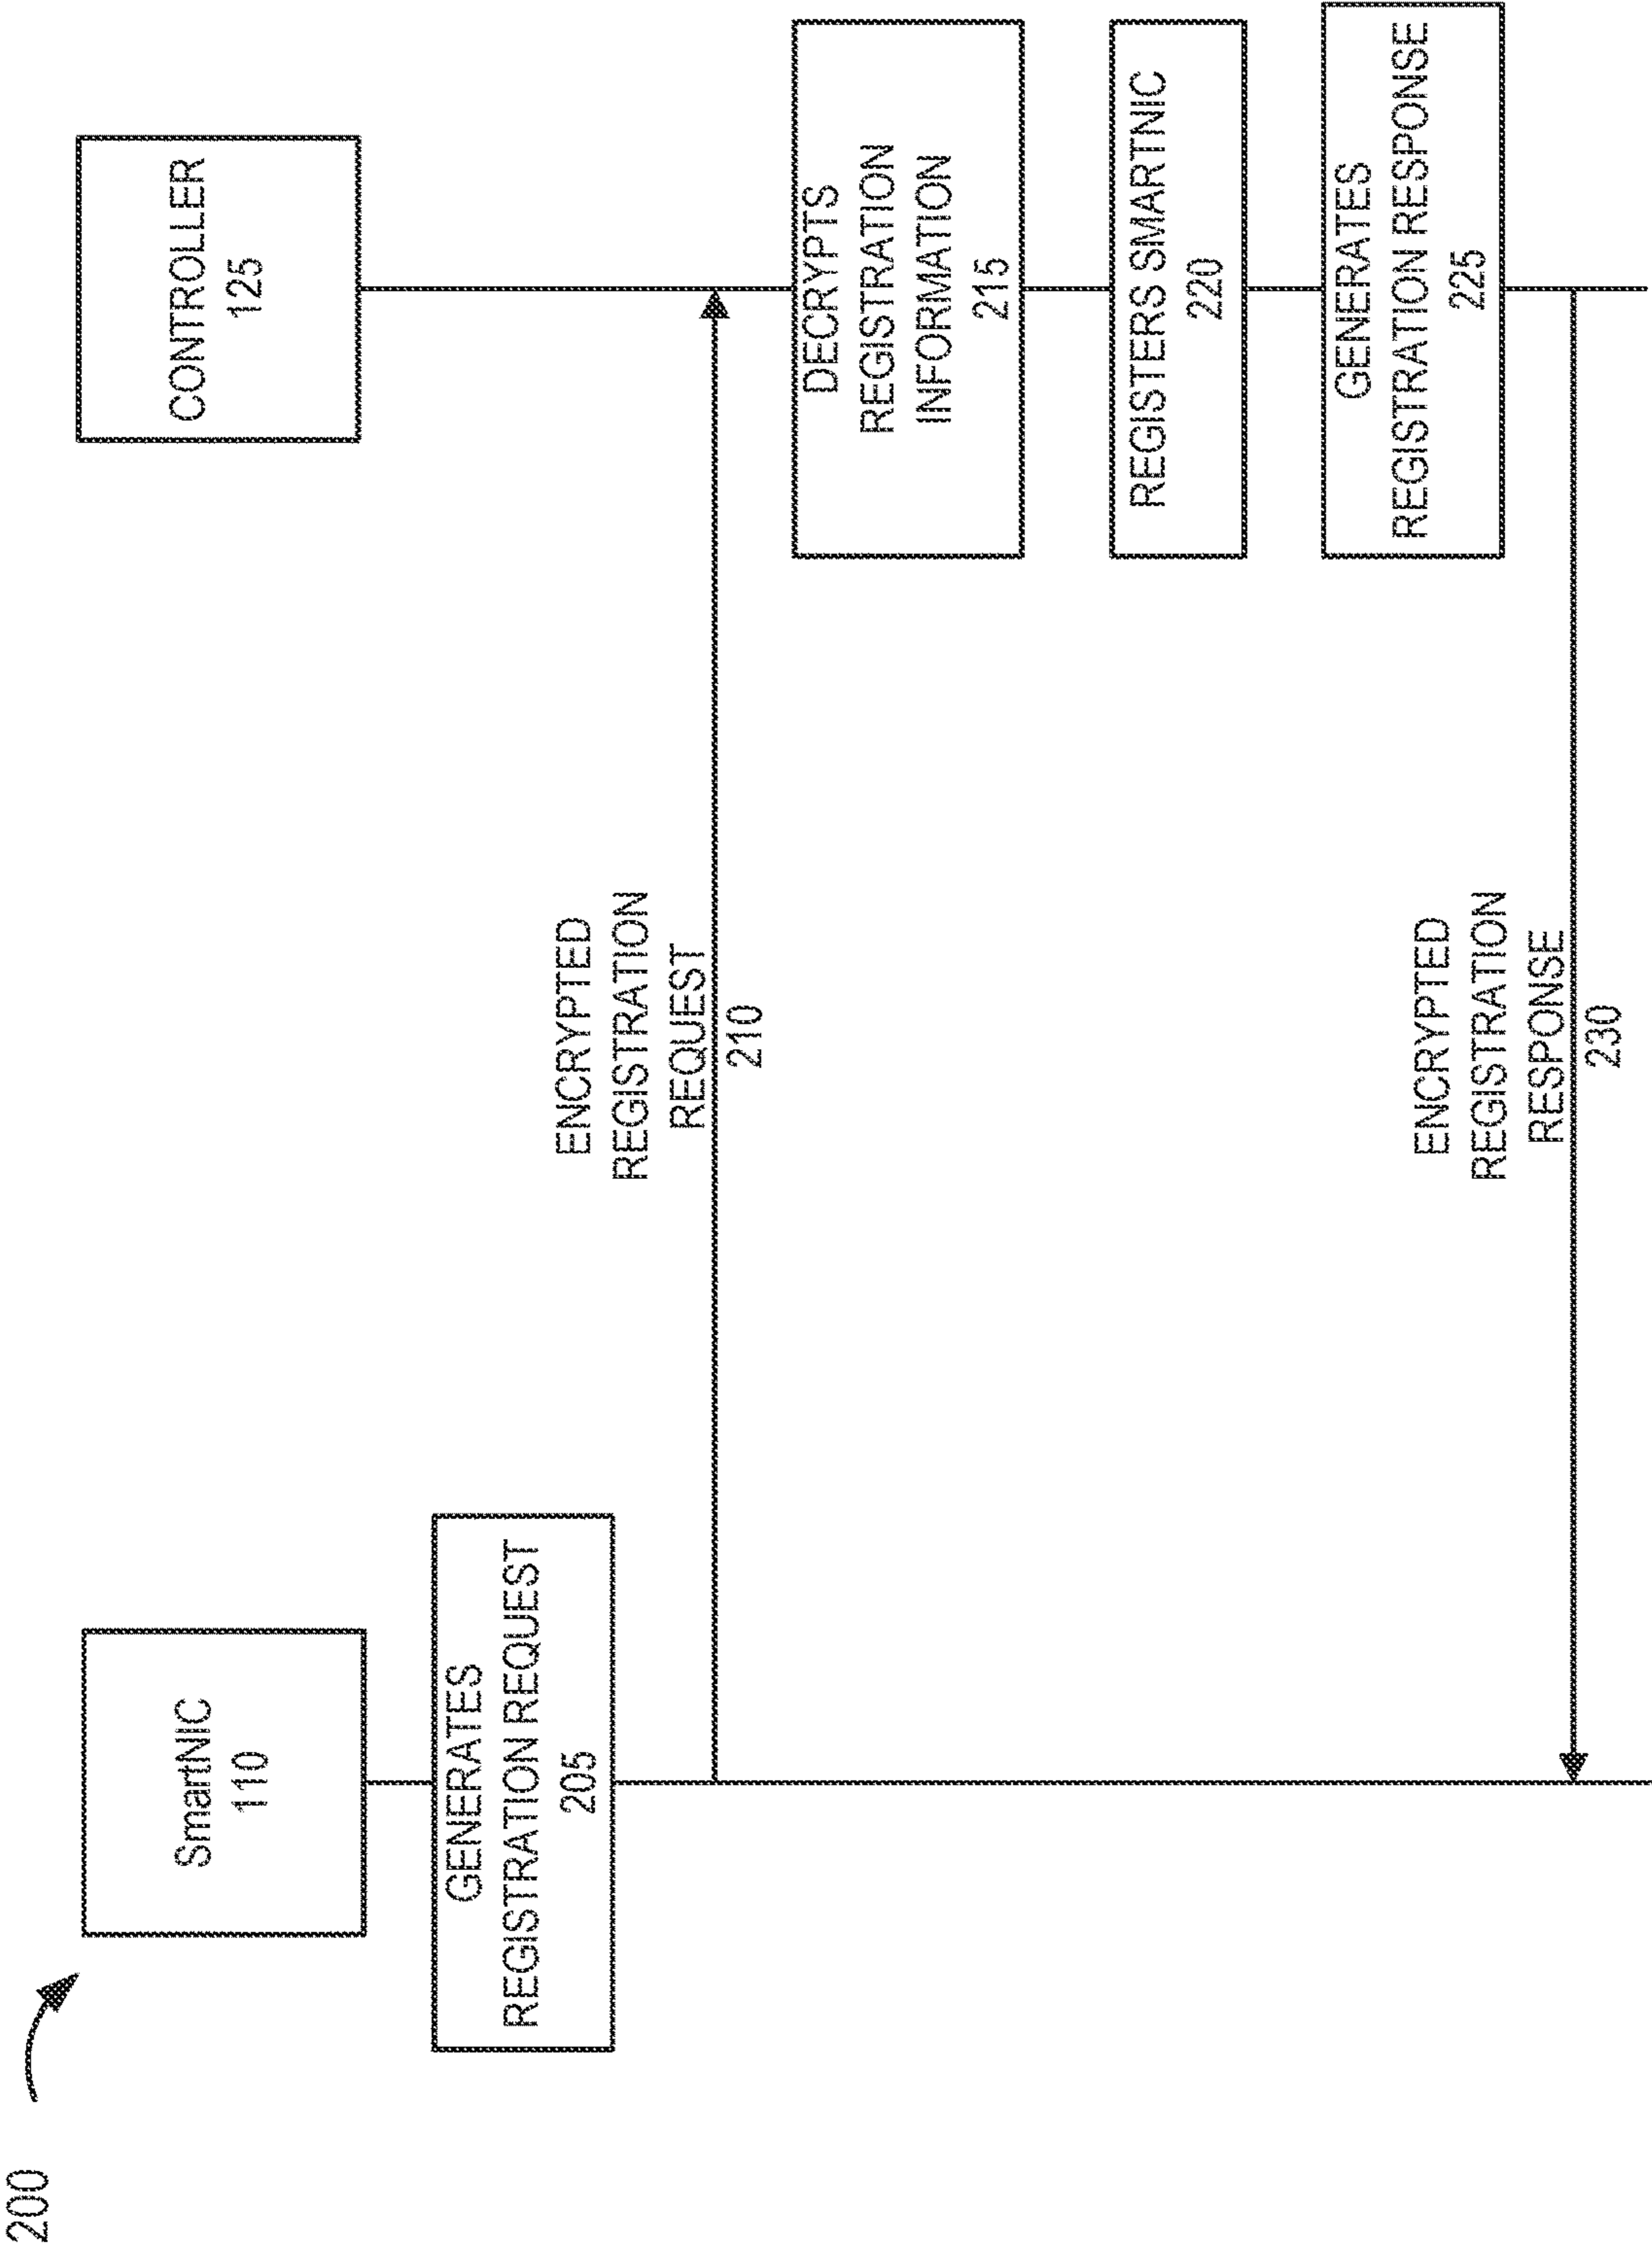 200
SmartNIC
110
CONTROLLER
125
GENERATES
REGISTRATION REQUEST
205
ENCRYPTED
REGISTRATION
REQUEST
210
DECRYPTS
REGISTRATION
INFORMATION
215
REGISTERS SMARTNIC
220
GENERATES
REGISTRATION RESPONSE
225
ENCRYPTED
REGISTRATION
RESPONSE
230